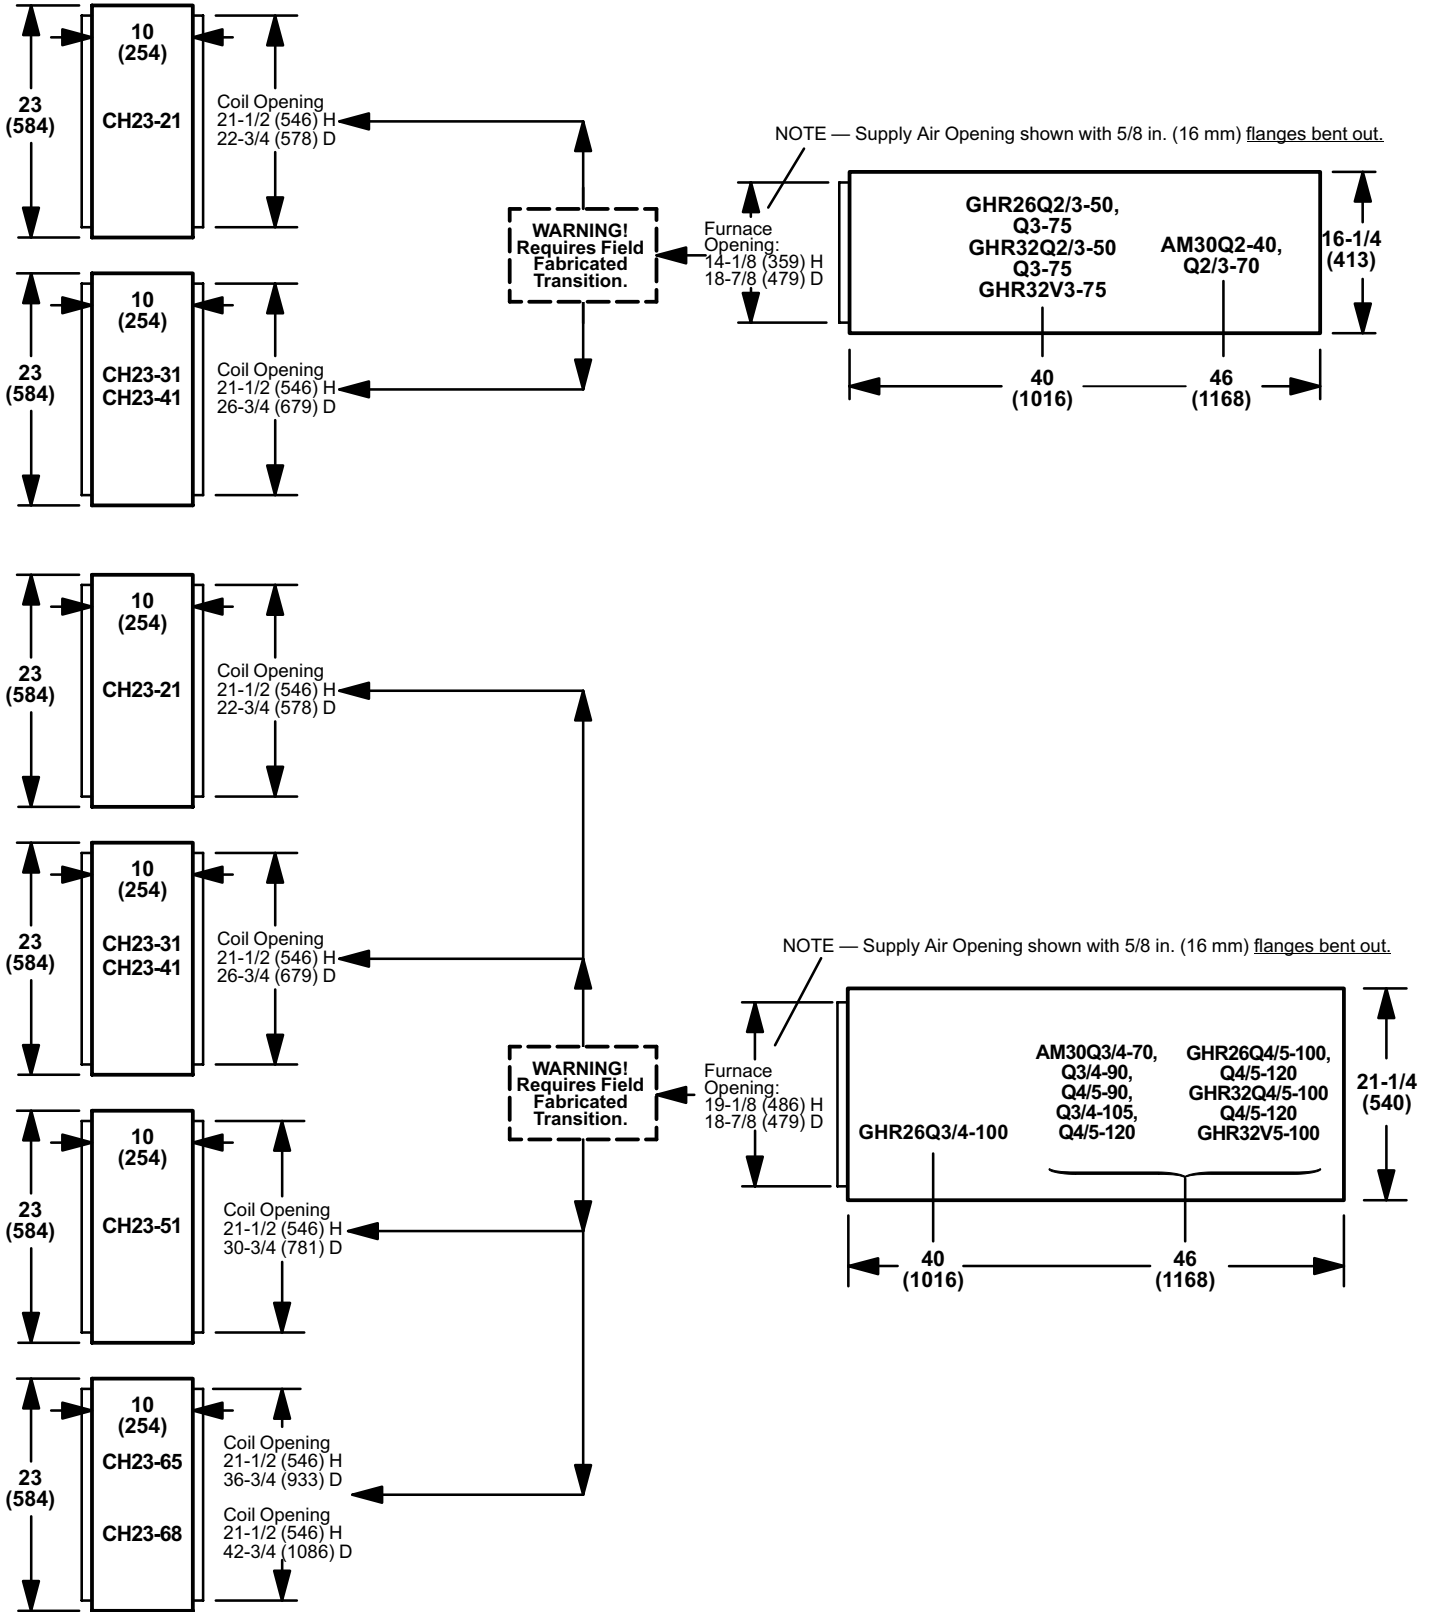 10
(254)
23
(584)
CH23-21
Coil Opening
21-1/2 (546) H
22-3/4 (578) D
NOTE — Supply Air Opening shown with 5/8 in. (16 mm) flanges bent out.
WARNING!
Requires Field
Fabricated
Transition.
Furnace
Opening:
14-1/8 (359) H
18-7/8 (479) D
GHR26Q2/3-50,
Q3-75
GHR32Q2/3-50
Q3-75
GHR32V3-75
AM30Q2-40,
Q2/3-70
16-1/4
(413)
40
(1016)
46
(1168)
10
(254)
23
(584)
CH23-31
CH23-41
Coil Opening
21-1/2 (546) H
26-3/4 (679) D
10
(254)
23
(584)
CH23-21
Coil Opening
21-1/2 (546) H
22-3/4 (578) D
10
(254)
23
(584)
CH23-31
CH23-41
Coil Opening
21-1/2 (546) H
26-3/4 (679) D
NOTE — Supply Air Opening shown with 5/8 in. (16 mm) flanges bent out.
WARNING!
Requires Field
Fabricated
Transition.
Furnace
Opening:
19-1/8 (486) H
18-7/8 (479) D
GHR26Q3/4-100
AM30Q3/4-70,
Q3/4-90,
Q4/5-90,
Q3/4-105,
Q4/5-120
GHR26Q4/5-100,
Q4/5-120
GHR32Q4/5-100
Q4/5-120
GHR32V5-100
21-1/4
(540)
40
(1016)
46
(1168)
10
(254)
23
(584)
CH23-51
Coil Opening
21-1/2 (546) H
30-3/4 (781) D
10
(254)
23
(584)
CH23-65
CH23-68
Coil Opening
21-1/2 (546) H
36-3/4 (933) D
Coil Opening
21-1/2 (546) H
42-3/4 (1086) D